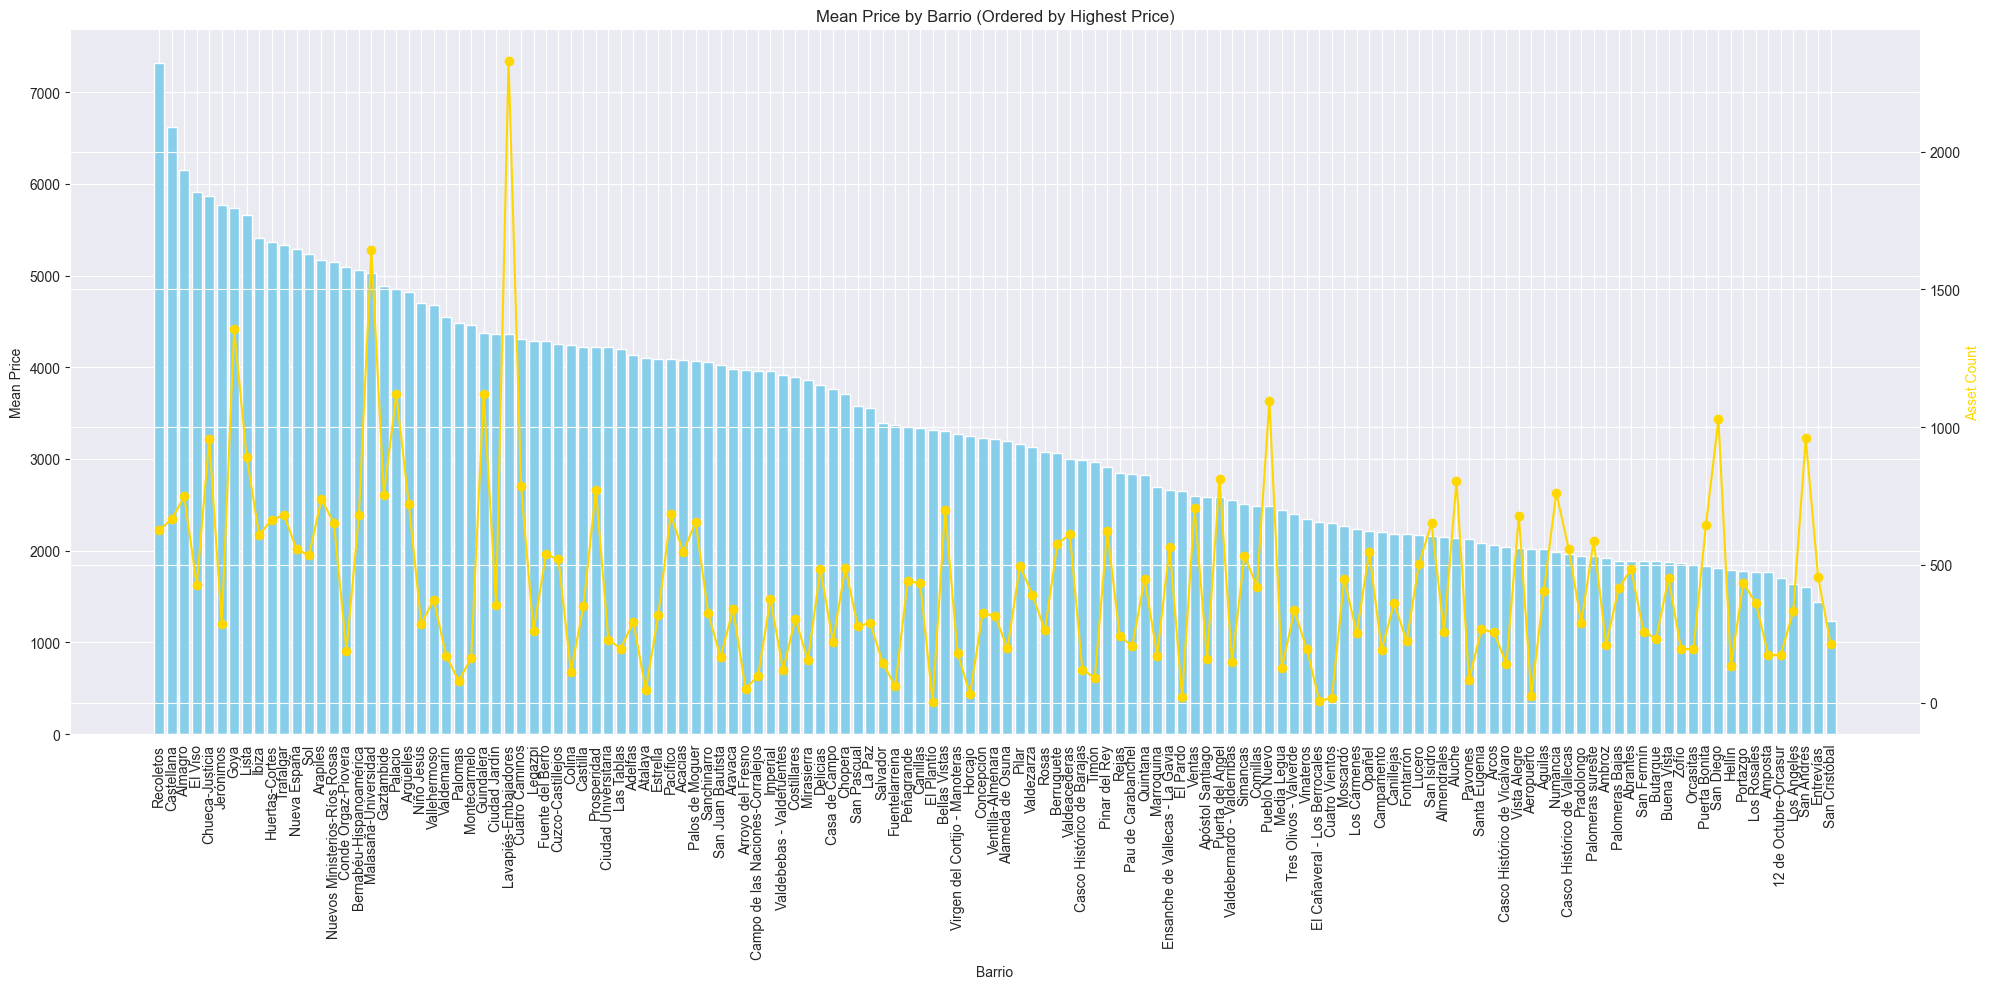 Mean Price by Barrio (Ordered by Highest Price)
7000
6000
5000
4000
3000
2000
1000
0
Mean Price
2000
1500
1000
500
0
Asset Count
Recoletos
Castellana
Almagro
El Viso
Chueca-Justicia
Jerónimos
Goya
Lista
Ibiza
Huertas-Cortes
Trafalgar
Nueva España
Sol
Arapiles
Nuevos Ministerios-Ríos Rosas
Conde Orgaz-Piovera
Bernabéu-Hispanoamérica
Malasaña-Universidad
Gaztambide
Palacio
Argüelles
Niño Jesús
Vallehermoso
Valdemarín
Palomas
Montecarmelo
Guindalera
Ciudad Jardín
Lavapiés-Embajadores
Cuatro Caminos
Legazpi
Fuente del Berro
Cuzco-Castillejos
Colina
Castilla
Prosperidad
Ciudad Universitaria
Las Tablas
Adelfas
Atalaya
Estrella
Pacífico
Acacias
Palos de Moguer
Sanchinarro
San Juan Bautista
Aravaca
Arroyo del Fresno
Campo de las Naciones-Corralejos
Imperial
Valdebebas - Valdefuentes
Costillares
Mirasierra
Delicias
Casa de Campo
Chopera
San Pascual
La Paz
Salvador
Fuentelarreina
Peñagrande
Canillas
El Plantío
Bellas Vistas
Virgen del Cortijo - Manoteras
Horcajo
Concepción
Ventilla-Almenara
Alameda de Osuna
Pilar
Valdezarza
Rosas
Berruguete
Valdeacederas
Casco Histórico de Barajas
Timón
Pinar del Rey
Rejas
Pau de Carabanchel
Quintana
Marroquina
Ensanche de Vallecas - La Gavia
El Pardo
Ventas
Apóstol Santiago
Puerta del Ángel
Valdebernardo - Valderribas
Simancas
Comillas
Pueblo Nuevo
Media Legua
Tres Olivos - Valverde
Vinateros
El Cañaveral - Los Berrocales
Cuatro Vientos
Moscardó
Los Cármenes
Opañel
Campamento
Canillejas
Fontarrón
Lucero
San Isidro
Almendrales
Aluche
Pavones
Santa Eugenia
Arcos
Casco Histórico de Vicálvaro
Vista Alegre
Aeropuerto
Águilas
Numancia
Casco Histórico de Vallecas
Pradolongo
Palomeras sureste
Ambroz
Palomeras Bajas
Abrantes
San Fermín
Butarque
Buena Vista
Zofío
Orcasitas
Puerta Bonita
San Diego
Hellín
Portazgo
Los Rosales
Amposta
12 de Octubre-Orcasur
Los Ángeles
San Andrés
Entrevías
San Cristóbal
Barrio